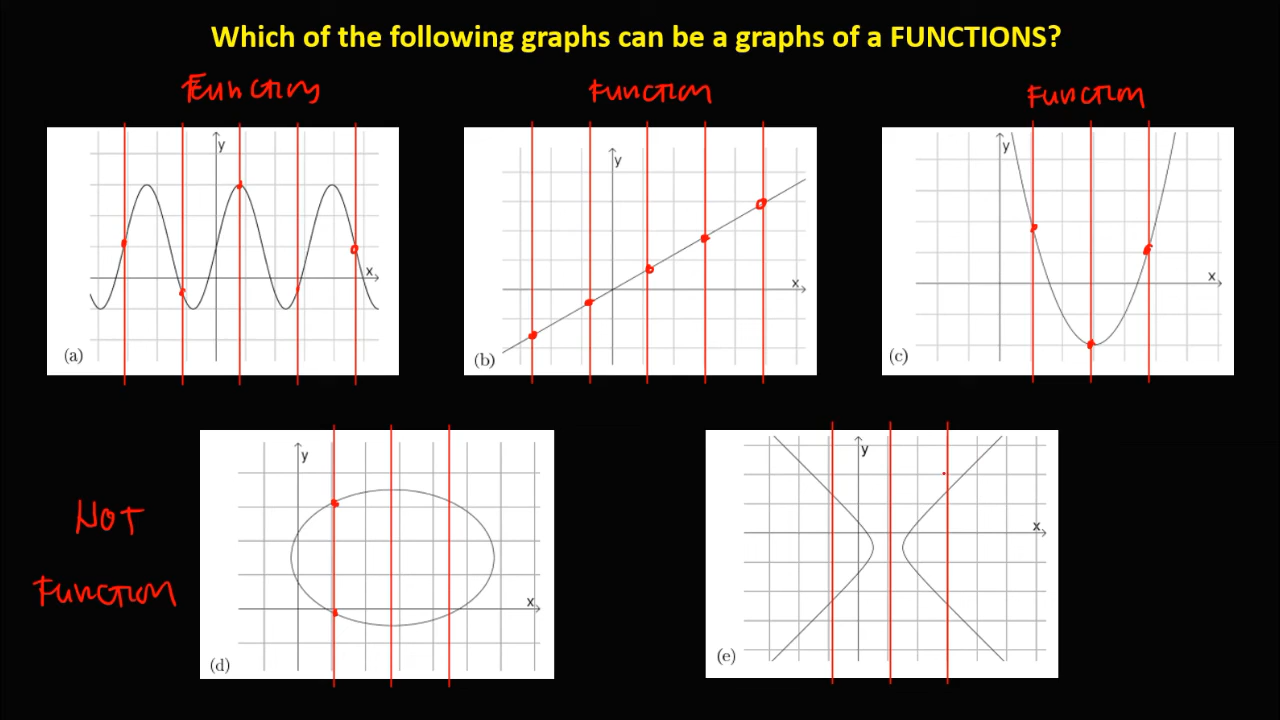 Which of the following graphs can be a graphs of a FUNCTIONS?
Function
Function
Function
y
x
(a)
y
x
(b)
y
x
(c)
NOT
Function
y
x
(d)
y
x
(e)